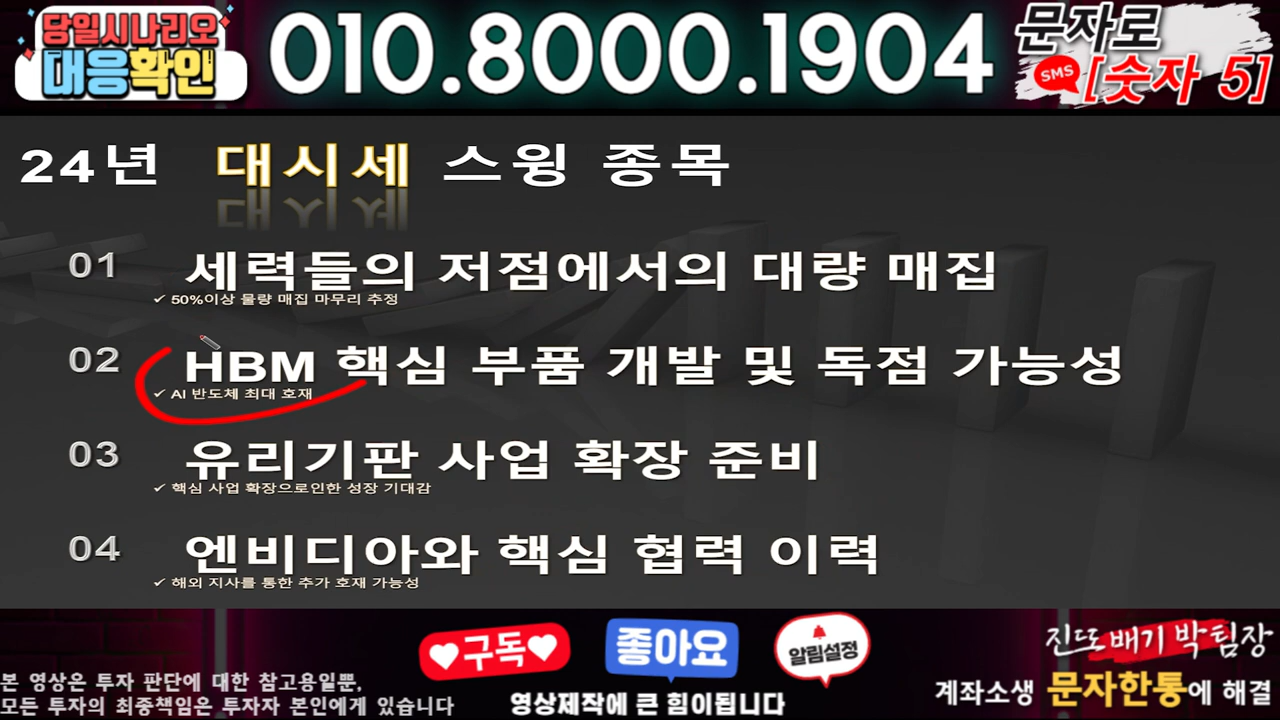 당일시나리오
대응확인
010.8000.1904
문자로
SMS [숫자 5]
24년 대시세 스윙 종목
01 세력들의 저점에서의 대량 매집
✓ 50%이상 물량 매집 마무리 추정
02 HBM 핵심 부품 개발 및 독점 가능성
✓ AI 반도체 최대 호재
03 유리기판 사업 확장 준비
✓ 핵심 사업 확장으로인한 성장 기대감
04 엔비디아와 핵심 협력 이력
✓ 해외 지사를 통한 추가 호재 가능성
구독
좋아요
알림설정
영상제작에 큰 힘이됩니다
본 영상은 투자 판단에 대한 참고용일뿐,
모든 투자의 최종책임은 투자자 본인에게 있습니다
진또배기 박팀장
계좌소생 문자한통에 해결